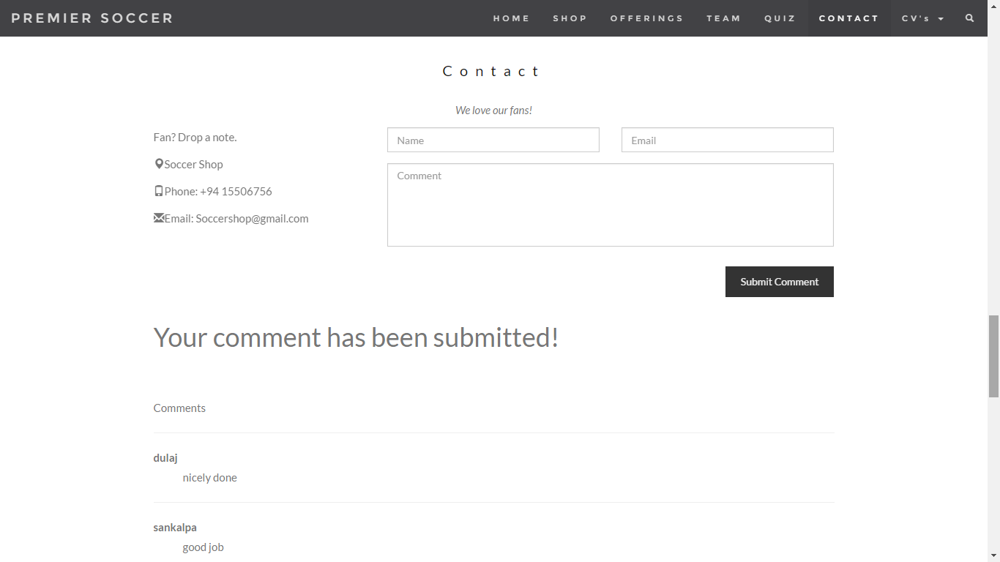 PREMIER SOCCER
HOME SHOP OFFERINGS TEAM QUIZ CONTACT CV's
Contact
We love our fans!
Fan? Drop a note.
Name Email
Soccer Shop
Comment
Phone: +94 15506756
Email: Soccershop@gmail.com
Submit Comment
Your comment has been submitted!
Comments
dulaj
nicely done
sankalpa
good job